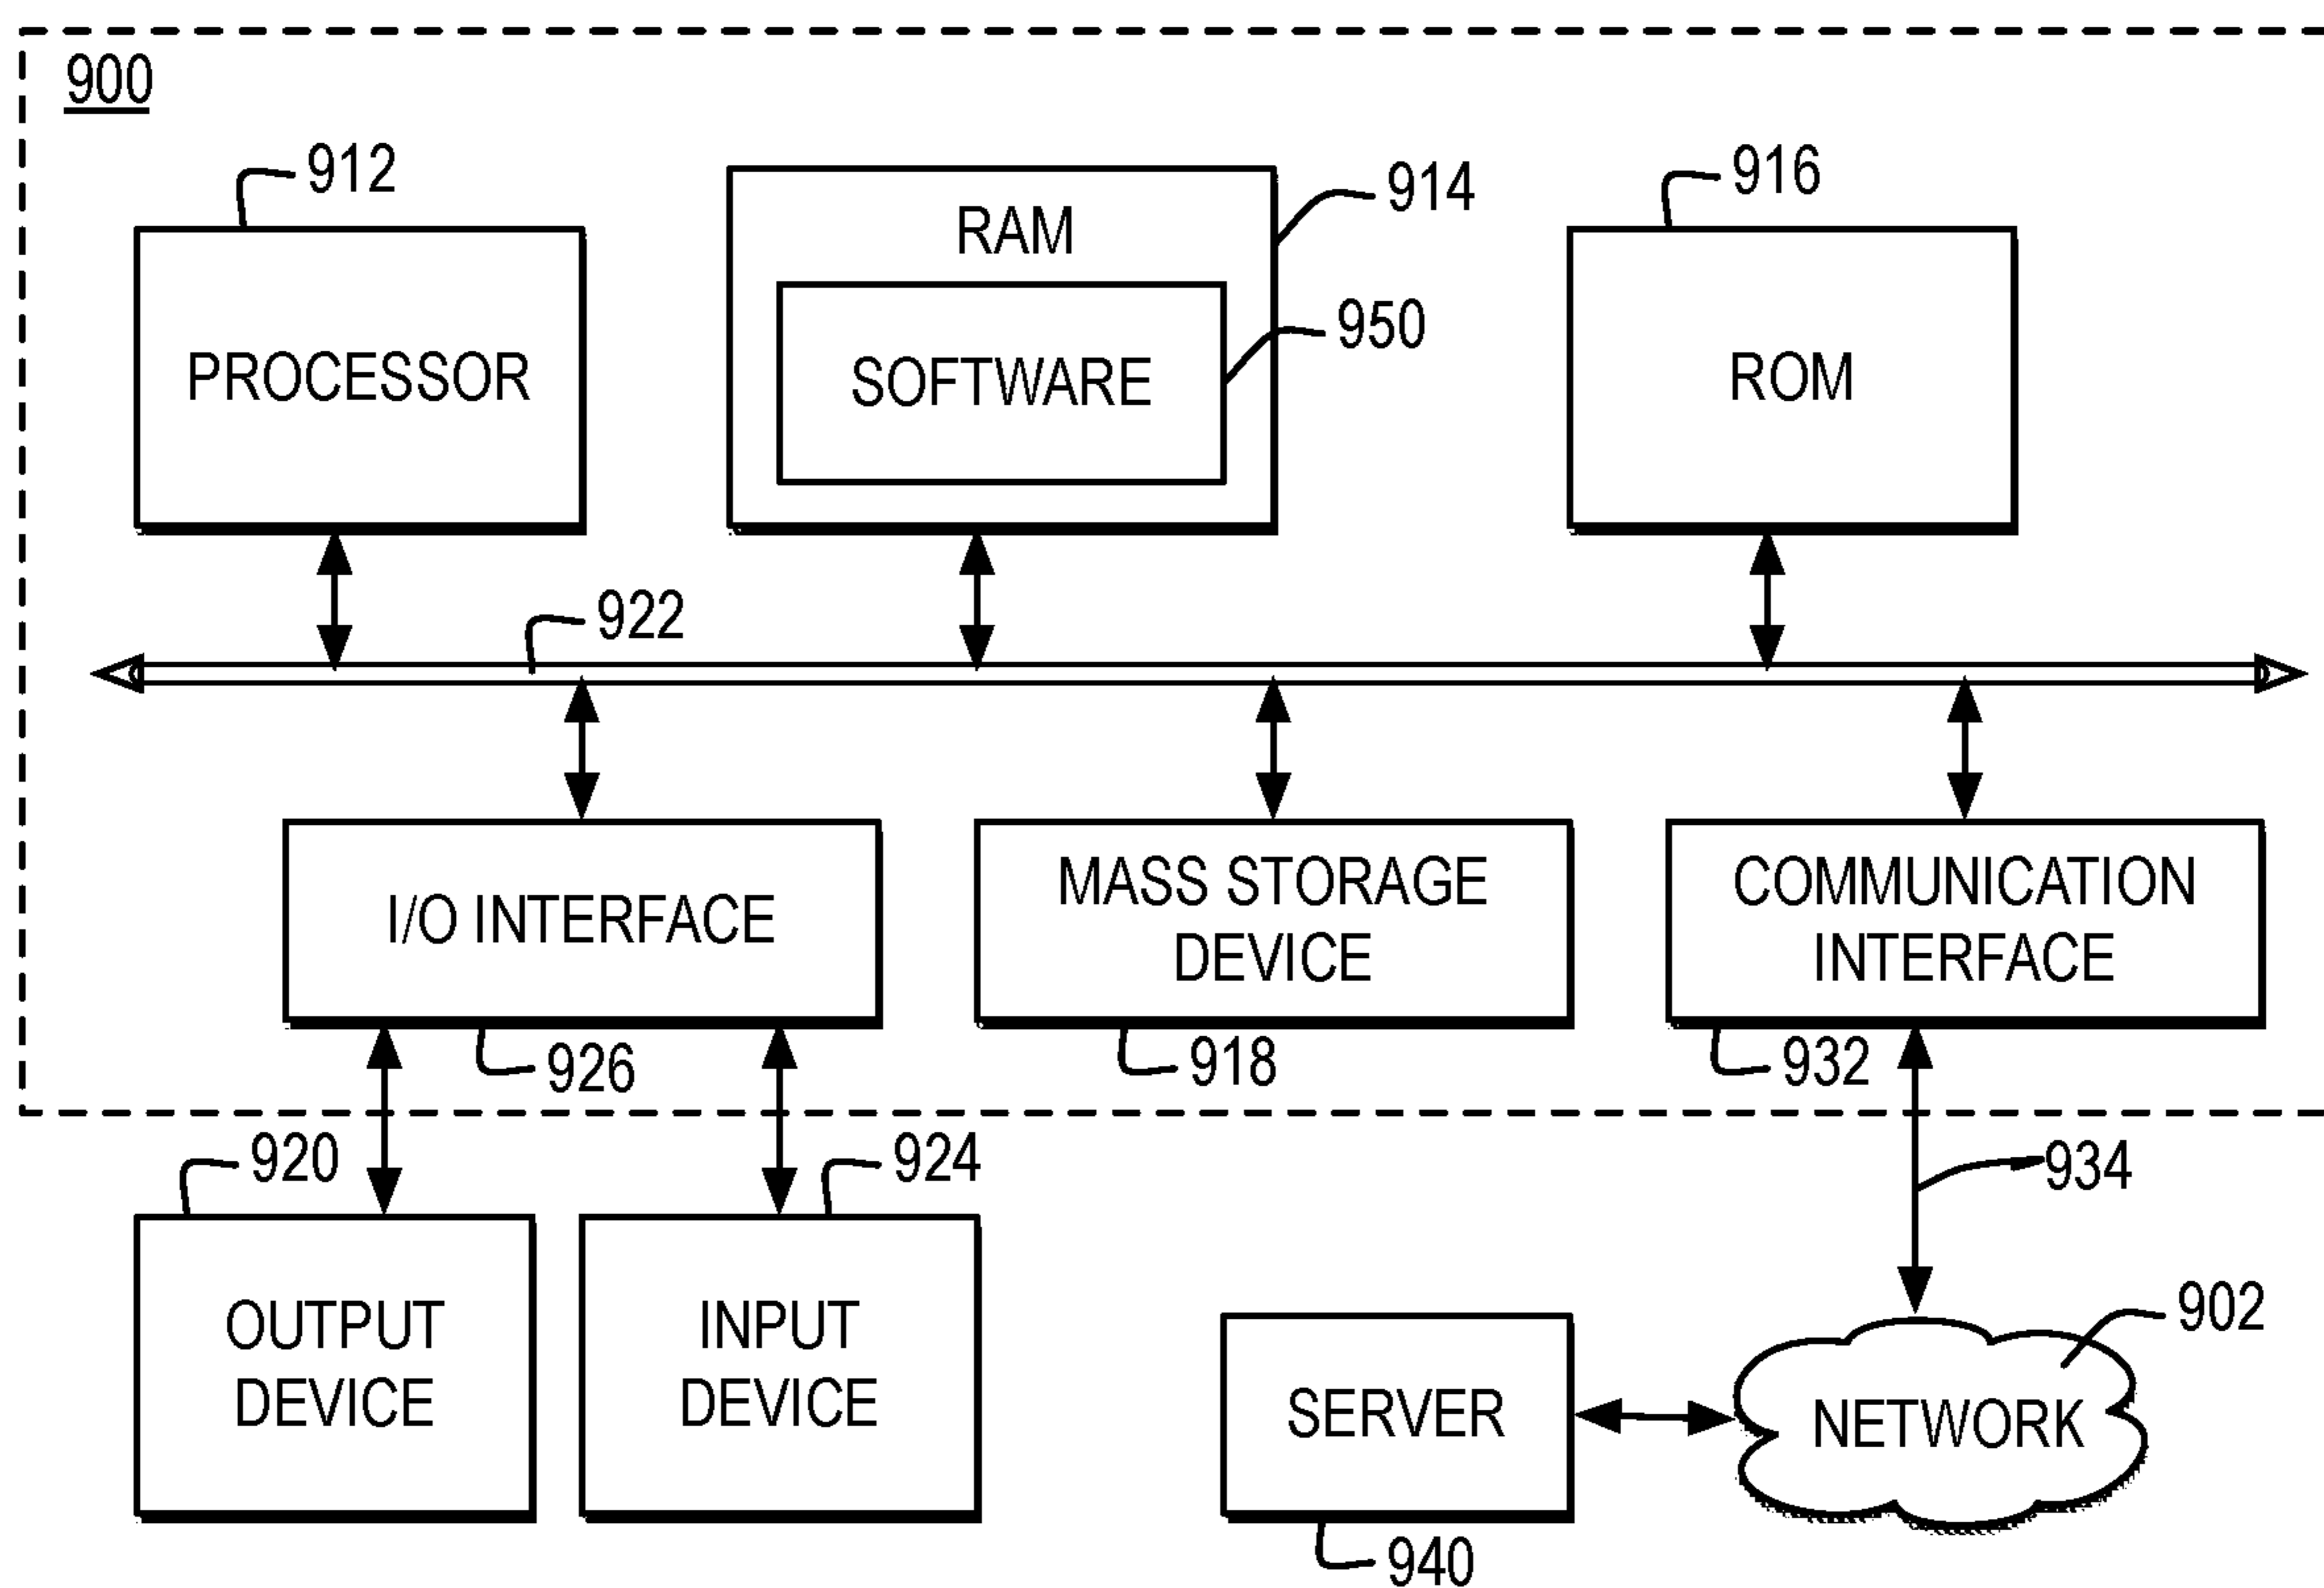 900
912
914
916
RAM
950
PROCESSOR
SOFTWARE
ROM
922
I/O INTERFACE
MASS STORAGE
DEVICE
COMMUNICATION
INTERFACE
926
918
932
920
924
934
OUTPUT
DEVICE
INPUT
DEVICE
SERVER
902
NETWORK
940